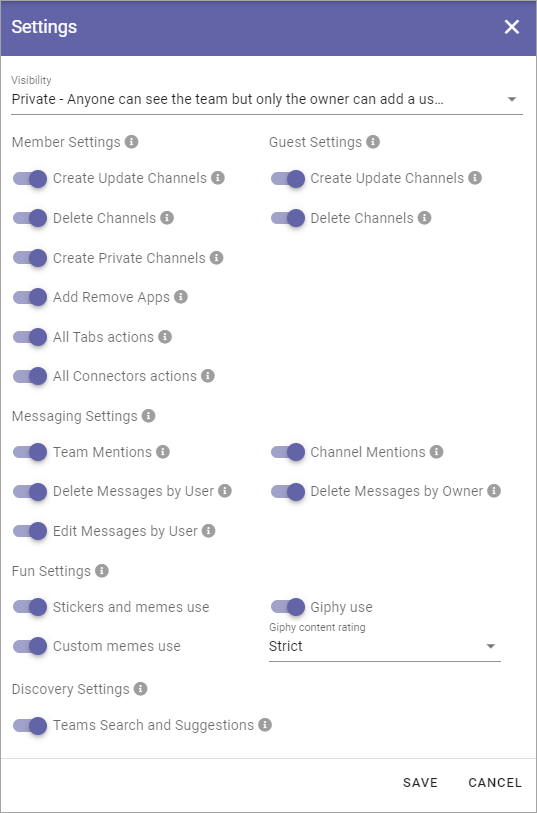 Settings
Visibility
Private - Anyone can see the team but only the owner can add a us...
Member Settings
Guest Settings
Create Update Channels
Create Update Channels
Delete Channels
Delete Channels
Create Private Channels
Add Remove Apps
All Tabs actions
All Connectors actions
Messaging Settings
Team Mentions
Channel Mentions
Delete Messages by User
Delete Messages by Owner
Edit Messages by User
Fun Settings
Stickers and memes use
Giphy use
Giphy content rating
Custom memes use
Strict
Discovery Settings
Teams Search and Suggestions
SAVE
CANCEL